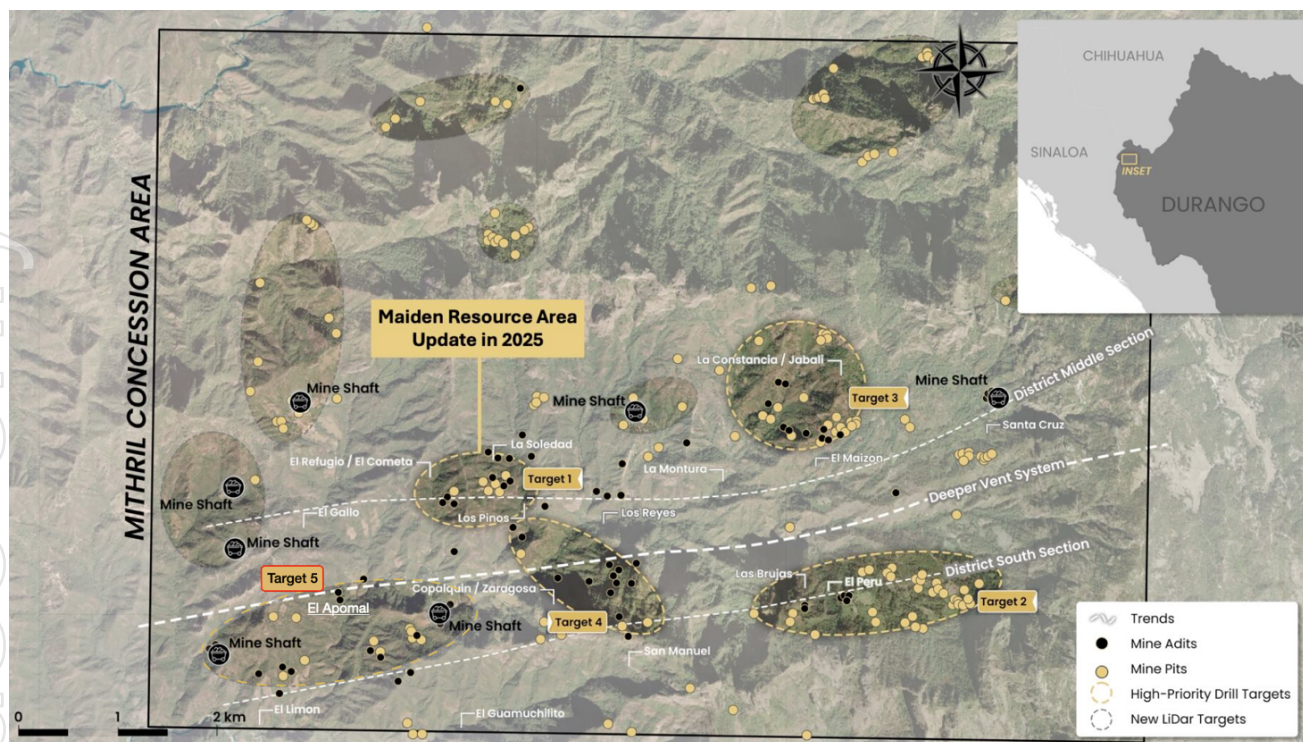 CHIHUAHUA
SINALOA
INSET
DURANGO
MITHRIL CONCESSION AREA
Maiden Resource Area
Update in 2025
La Constancia / Jabali
Mine Shaft
Mine Shaft
Mine Shaft
District Middle Section
Target 3
Santa Cruz
La Soledad
El Refugio / El Cometa
Target 1
La Montura
El Maizon
Deeper Vent System
Mine Shaft
El Gallo
Los Pinos
Los Reyes
Mine Shaft
District South Section
Target 5
Copalquin / Zaragosa
Las Brujas
El Peru
El Apomal
Target 2
Mine Shaft
Target 4
Mine Shaft
San Manuel
El Limon
El Guamuchilito
0
1
2 km
Trends
Mine Adits
Mine Pits
High-Priority Drill Targets
New LiDar Targets